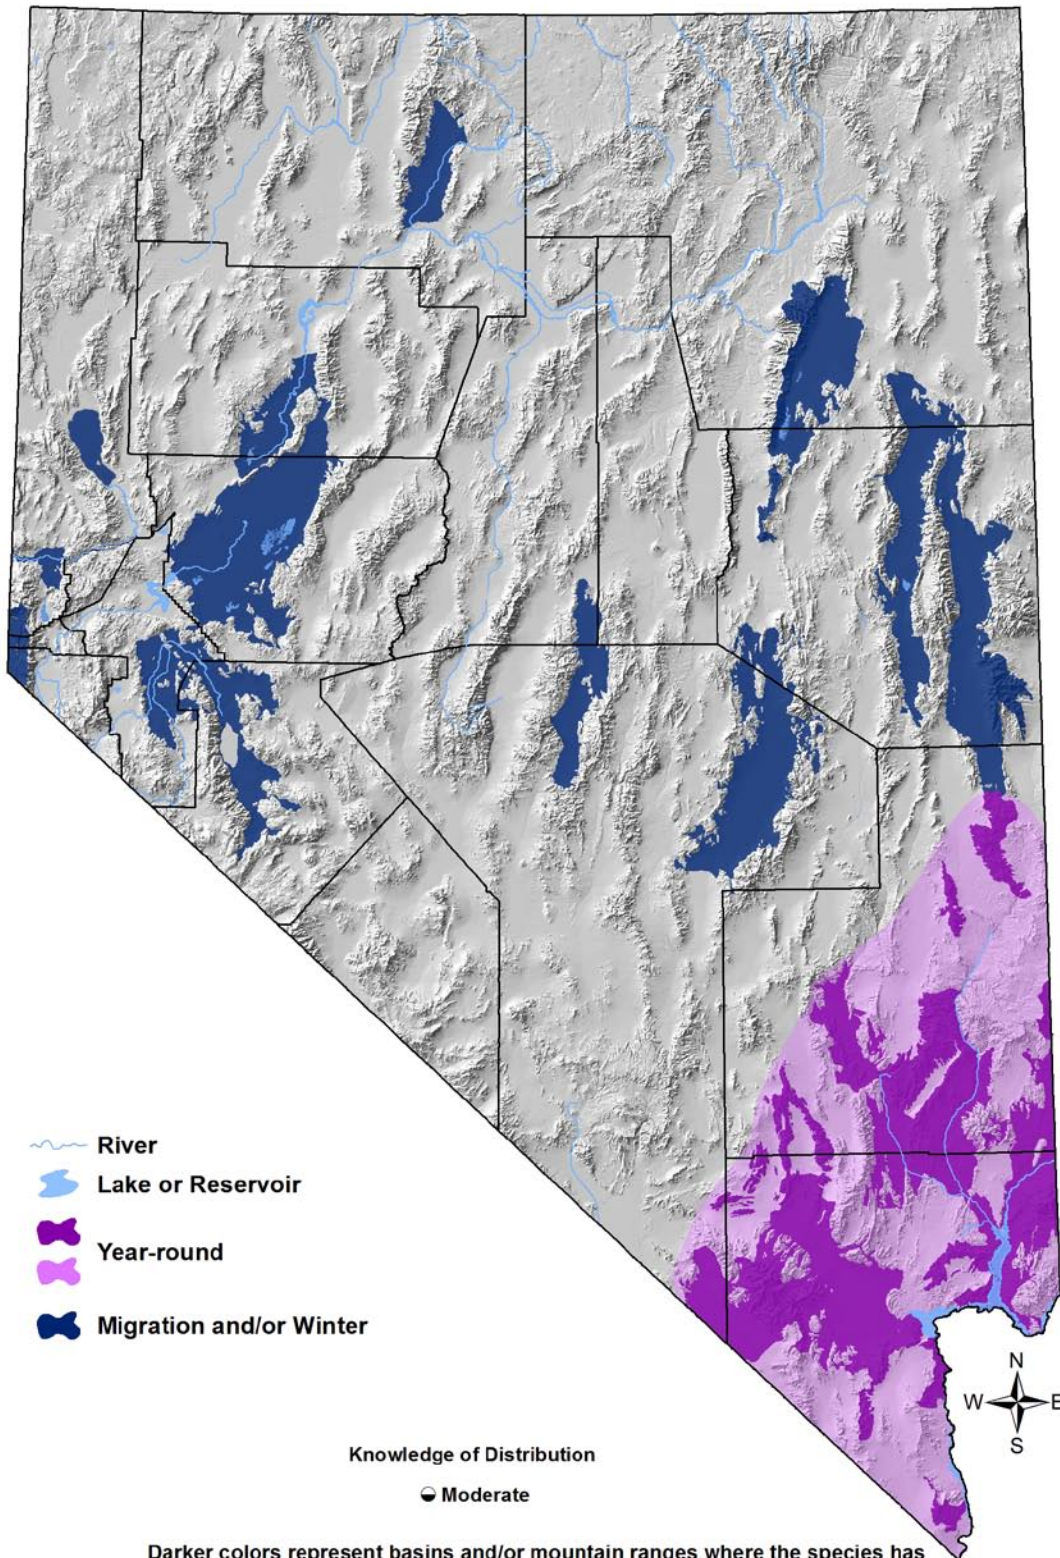 River
Lake or Reservoir
Year-round
Migration and/or Winter
N
W E
S
Knowledge of Distribution
Moderate
Darker colors represent basins and/or mountain ranges where the species has